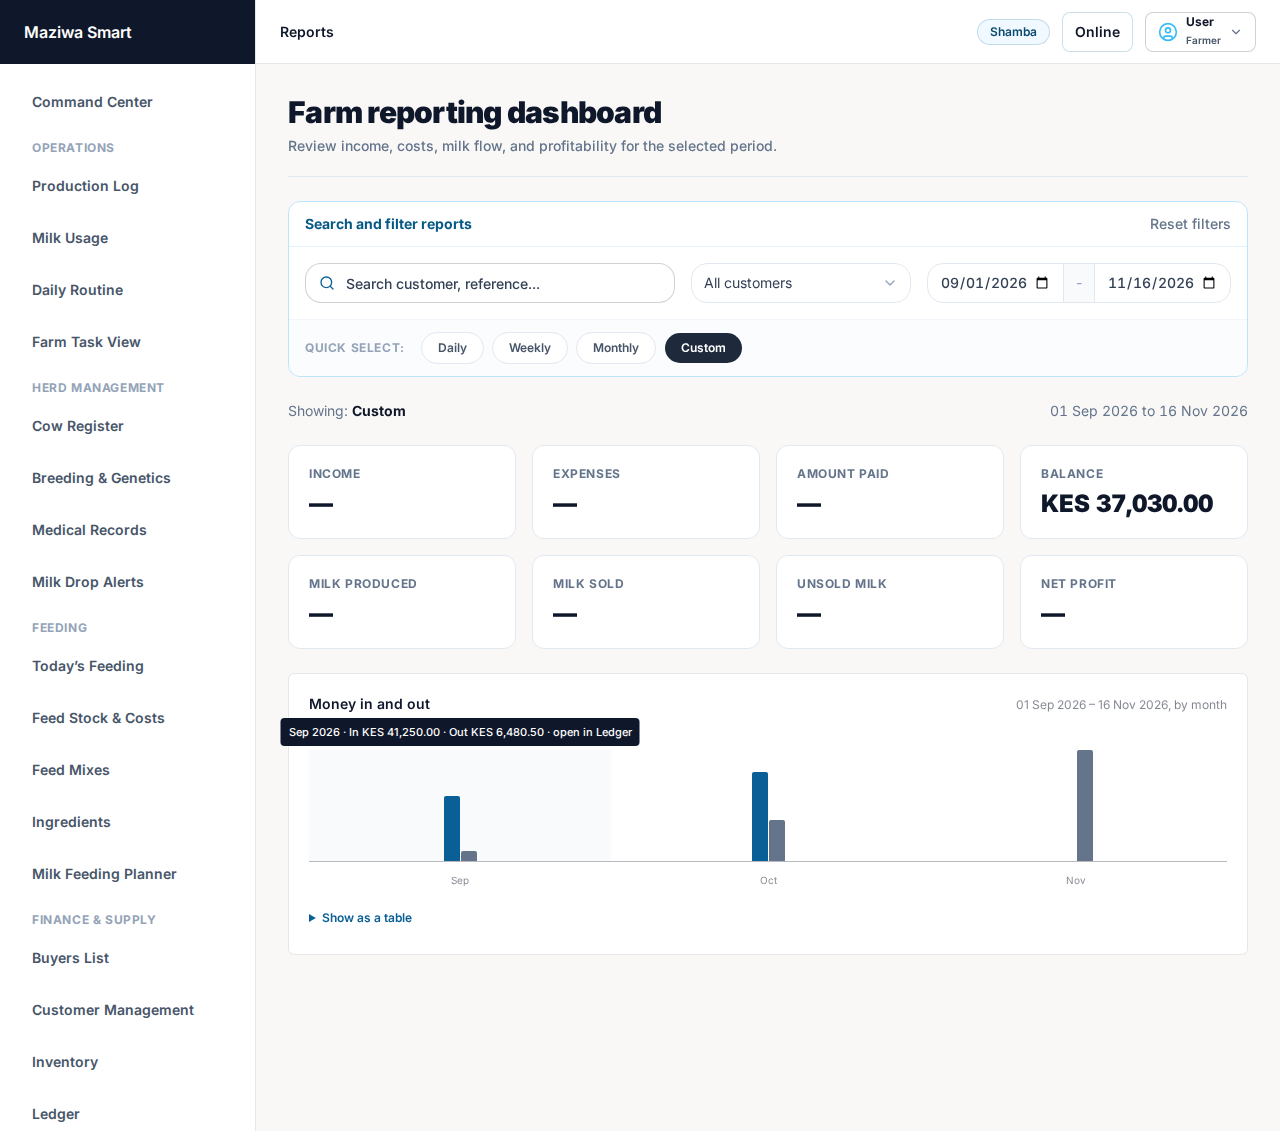 Maziwa Smart
Reports
Shamba
Online
User
Farmer
Command Center
OPERATIONS
Production Log
Milk Usage
Daily Routine
Farm Task View
HERD MANAGEMENT
Cow Register
Breeding & Genetics
Medical Records
Milk Drop Alerts
FEEDING
Today’s Feeding
Feed Stock & Costs
Feed Mixes
Ingredients
Milk Feeding Planner
FINANCE & SUPPLY
Buyers List
Customer Management
Inventory
Ledger
Farm reporting dashboard
Review income, costs, milk flow, and profitability for the selected period.
Search and filter reports
Reset filters
Search customer, reference...
All customers
09/01/2026 - 11/16/2026
QUICK SELECT: Daily Weekly Monthly Custom
Showing: Custom
01 Sep 2026 to 16 Nov 2026
INCOME
—
EXPENSES
—
AMOUNT PAID
—
BALANCE
KES 37,030.00
MILK PRODUCED
—
MILK SOLD
—
UNSOLD MILK
—
NET PROFIT
—
Money in and out
01 Sep 2026 – 16 Nov 2026, by month
Sep 2026 · In KES 41,250.00 · Out KES 6,480.50 · open in Ledger
Sep Oct Nov
Show as a table